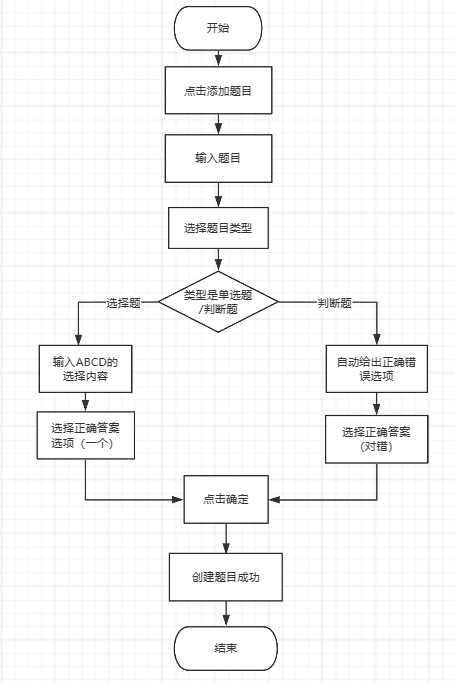 开始
点击添加题目
输入题目
选择题目类型
类型是单选题
/判断题
选择题
判断题
输入ABCD的
选择内容
自动给出正确错
误选项
选择正确答案
选项（一个）
选择正确答案
（对错）
点击确定
创建题目成功
结束